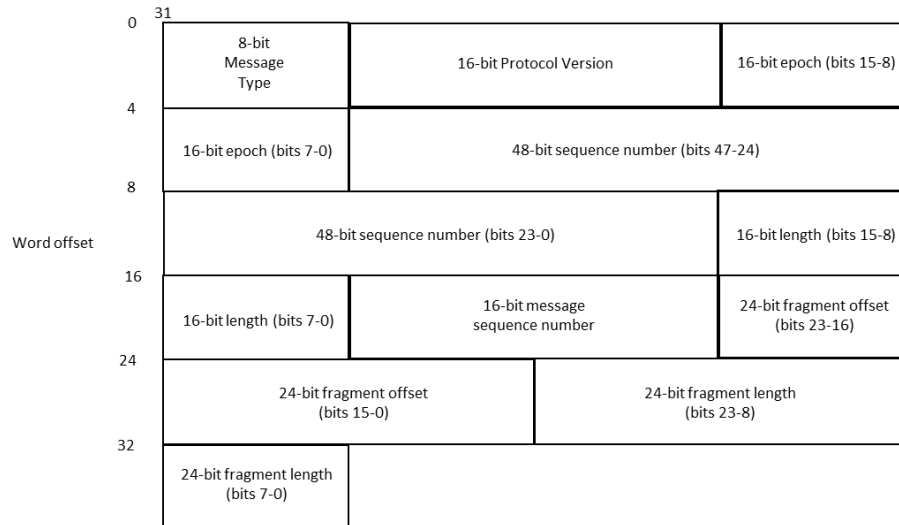 31
0
8-bit
Message
Type
16-bit Protocol Version
16-bit epoch (bits 15-8)
4
16-bit epoch (bits 7-0)
48-bit sequence number (bits 47-24)
8
Word offset
48-bit sequence number (bits 23-0)
16-bit length (bits 15-8)
16
16-bit length (bits 7-0)
16-bit message
sequence number
24-bit fragment offset
(bits 23-16)
24
24-bit fragment offset
(bits 15-0)
24-bit fragment length
(bits 23-8)
32
24-bit fragment length
(bits 7-0)